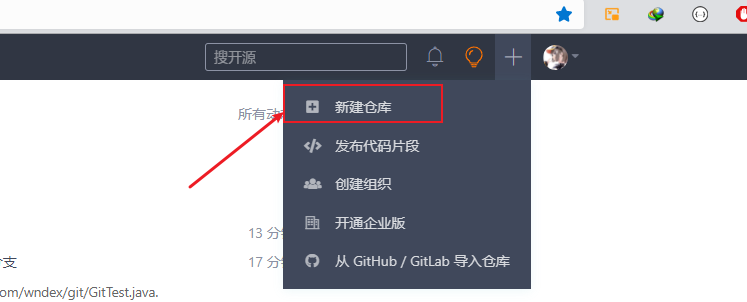 搜开源
新建仓库
所有动
发布代码片段
创建组织
开通企业版
13 分
支
17 分
从 GitHub / GitLab 导入仓库
om/wndex/git/GitTest.java.